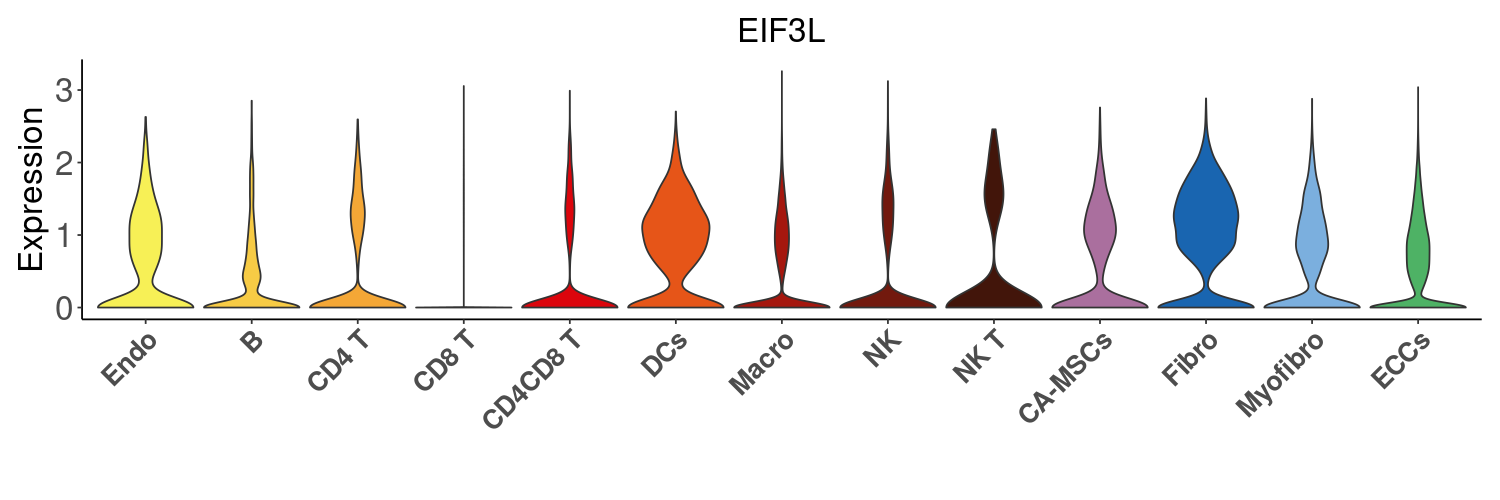 EIF3L
Expression
3
2
1
0
Endo
B
CD4 T
CD8 T
CD4CD8 T
DCs
Macro
NK
NK T
CA-MSCs
Fibro
Myofibro
ECCs